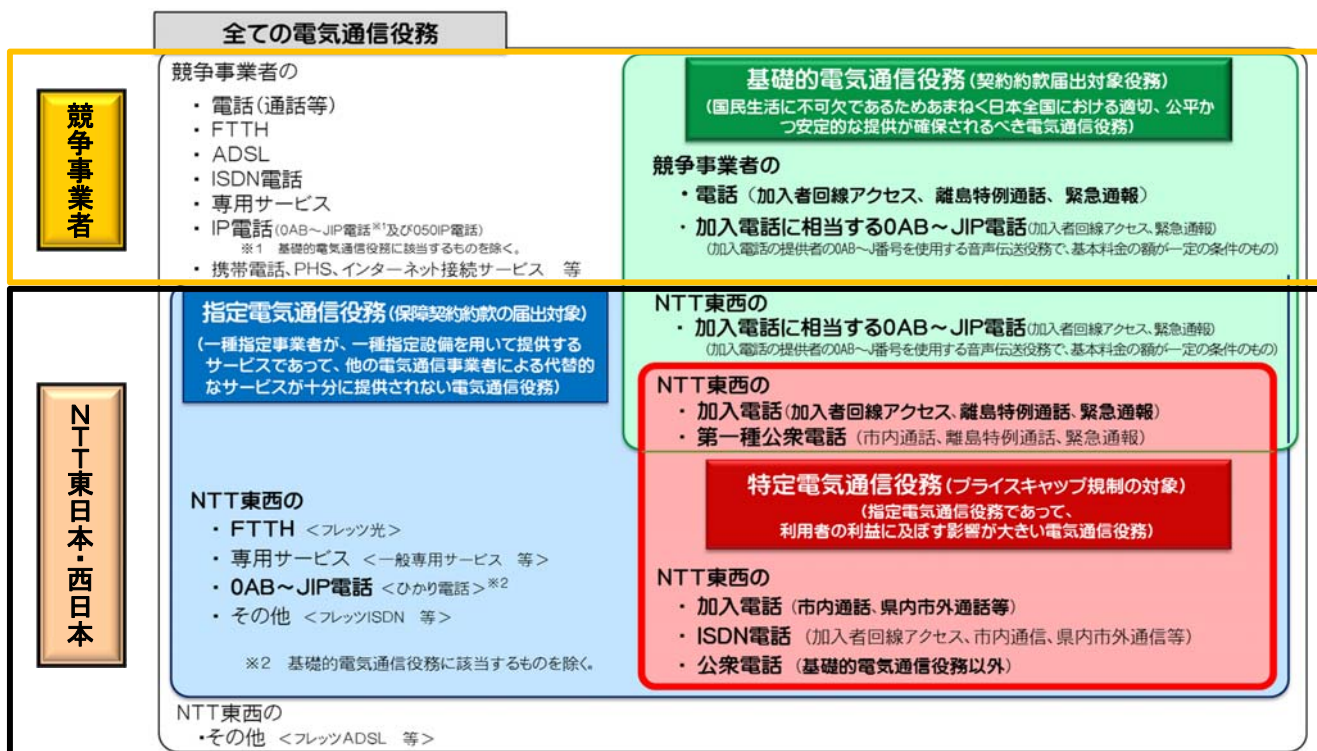 全ての電気通信役務
競争事業者
競争事業者の
・ 電話(通話等)
・ FTTH
・ ADSL
・ ISDN電話
・ 専用サービス
・ IP電話(0AB～JIP電話※1及び050IP電話)
※1 基礎的電気通信役務に該当するものを除く。
・ 携帯電話、PHS、インターネット接続サービス 等
基礎的電気通信役務(契約約款届出対象役務)
(国民生活に不可欠であるためあまねく日本全国における適切、公平か
つ安定的な提供が確保されるべき電気通信役務)
競争事業者の
・電話(加入者回線アクセス、離島特例通話、緊急通報)
・加入電話に相当する0AB～JIP電話(加入者回線アクセス、緊急通報)
(加入電話の提供者の0AB～J番号を使用する音声伝送役務で、基本料金の額が一定の条件のもの)
NTT東日本・西日本
指定電気通信役務(保障契約約款の届出対象)
(一種指定事業者が、一種指定設備を用いて提供する
サービスであって、他の電気通信事業者による代替的
なサービスが十分に提供されない電気通信役務)
NTT東西の
・加入電話に相当する0AB～JIP電話(加入者回線アクセス、緊急通報)
(加入電話の提供者の0AB～J番号を使用する音声伝送役務で、基本料金の額が一定の条件のもの)
NTT東西の
・ 加入電話(加入者回線アクセス、離島特例通話、緊急通報)
・ 第一種公衆電話(市内通話、離島特例通話、緊急通報)
特定電気通信役務(プライスキャップ規制の対象)
(指定電気通信役務であって、
利用者の利益に及ぼす影響が大きい電気通信役務)
NTT東西の
・ 加入電話(市内通話、県内市外通話等)
・ ISDN電話(加入者回線アクセス、市内通信、県内市外通信等)
・ 公衆電話(基礎的電気通信役務以外)
NTT東西の
・ FTTH <フレッツ光>
・ 専用サービス <一般専用サービス 等>
・ 0AB～JIP電話 <ひかり電話>※2
・ その他 <フレッツISDN 等>
※2 基礎的電気通信役務に該当するものを除く。
NTT東西の
・その他 <フレッツADSL 等>